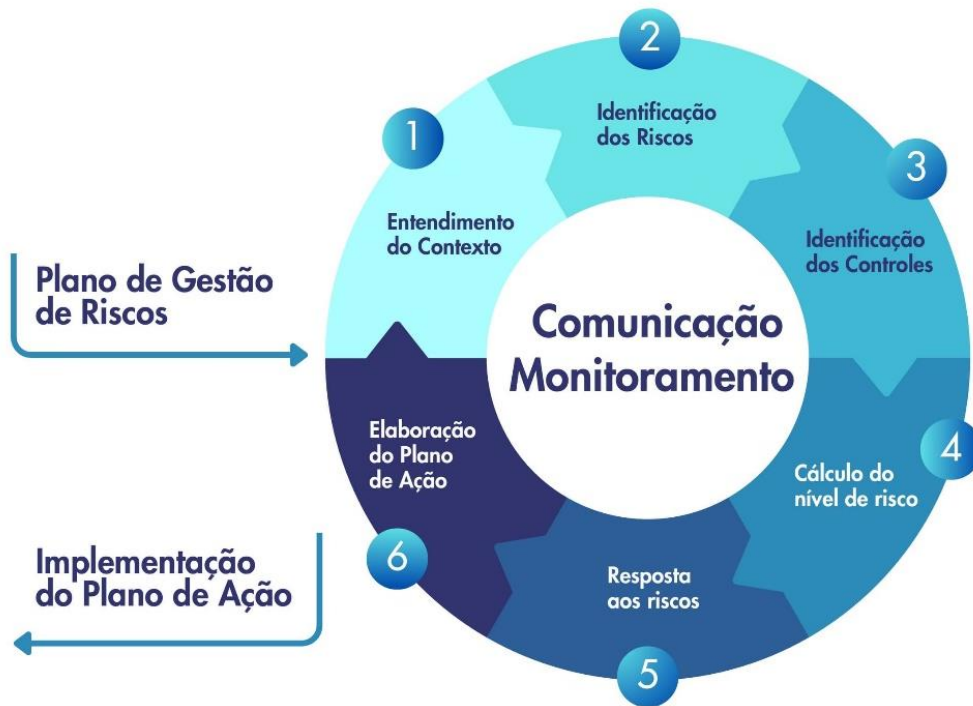 Plano de Gestão
de Riscos
1
Entendimento
do Contexto
2
Identificação
dos Riscos
3
Identificação
dos Controles
4
Cálculo do
nível de risco
5
Resposta
aos riscos
6
Elaboração
do Plano
de Ação
Comunicação
Monitoramento
Implementação
do Plano de Ação